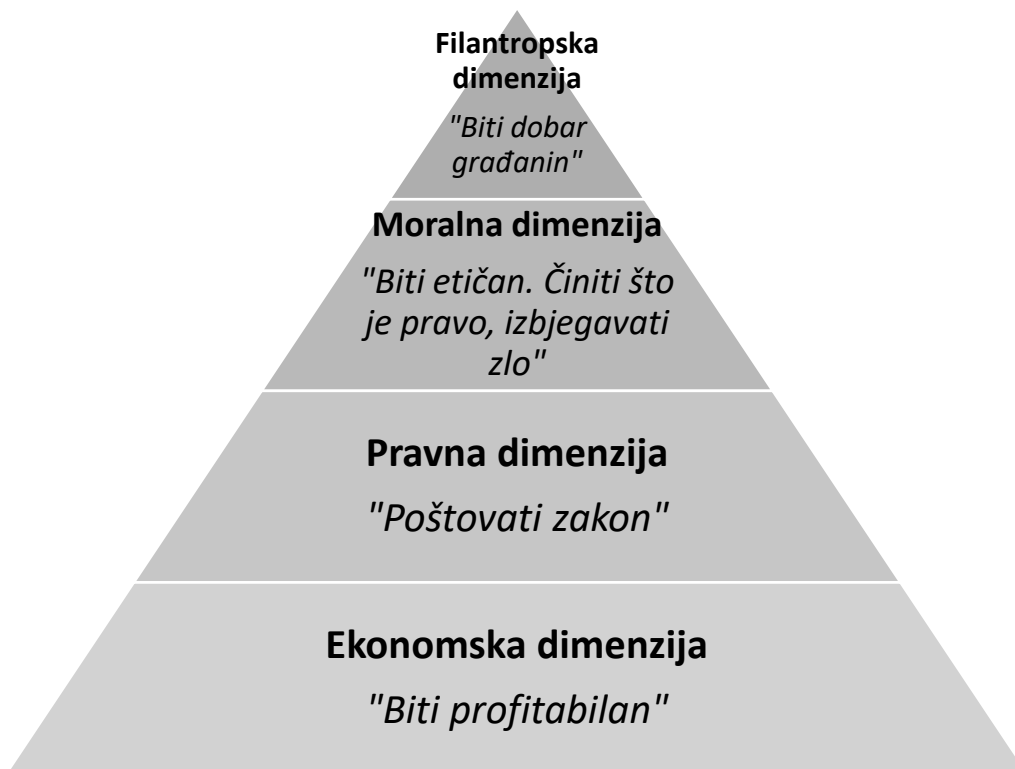 Filantropska
dimenzija
"Biti dobar
građanin"
Moralna dimenzija
"Biti etičan. Činiti što
je pravo, izbjegavati
zlo"
Pravna dimenzija
"Poštovati zakon"
Ekonomska dimenzija
"Biti profitabilan"